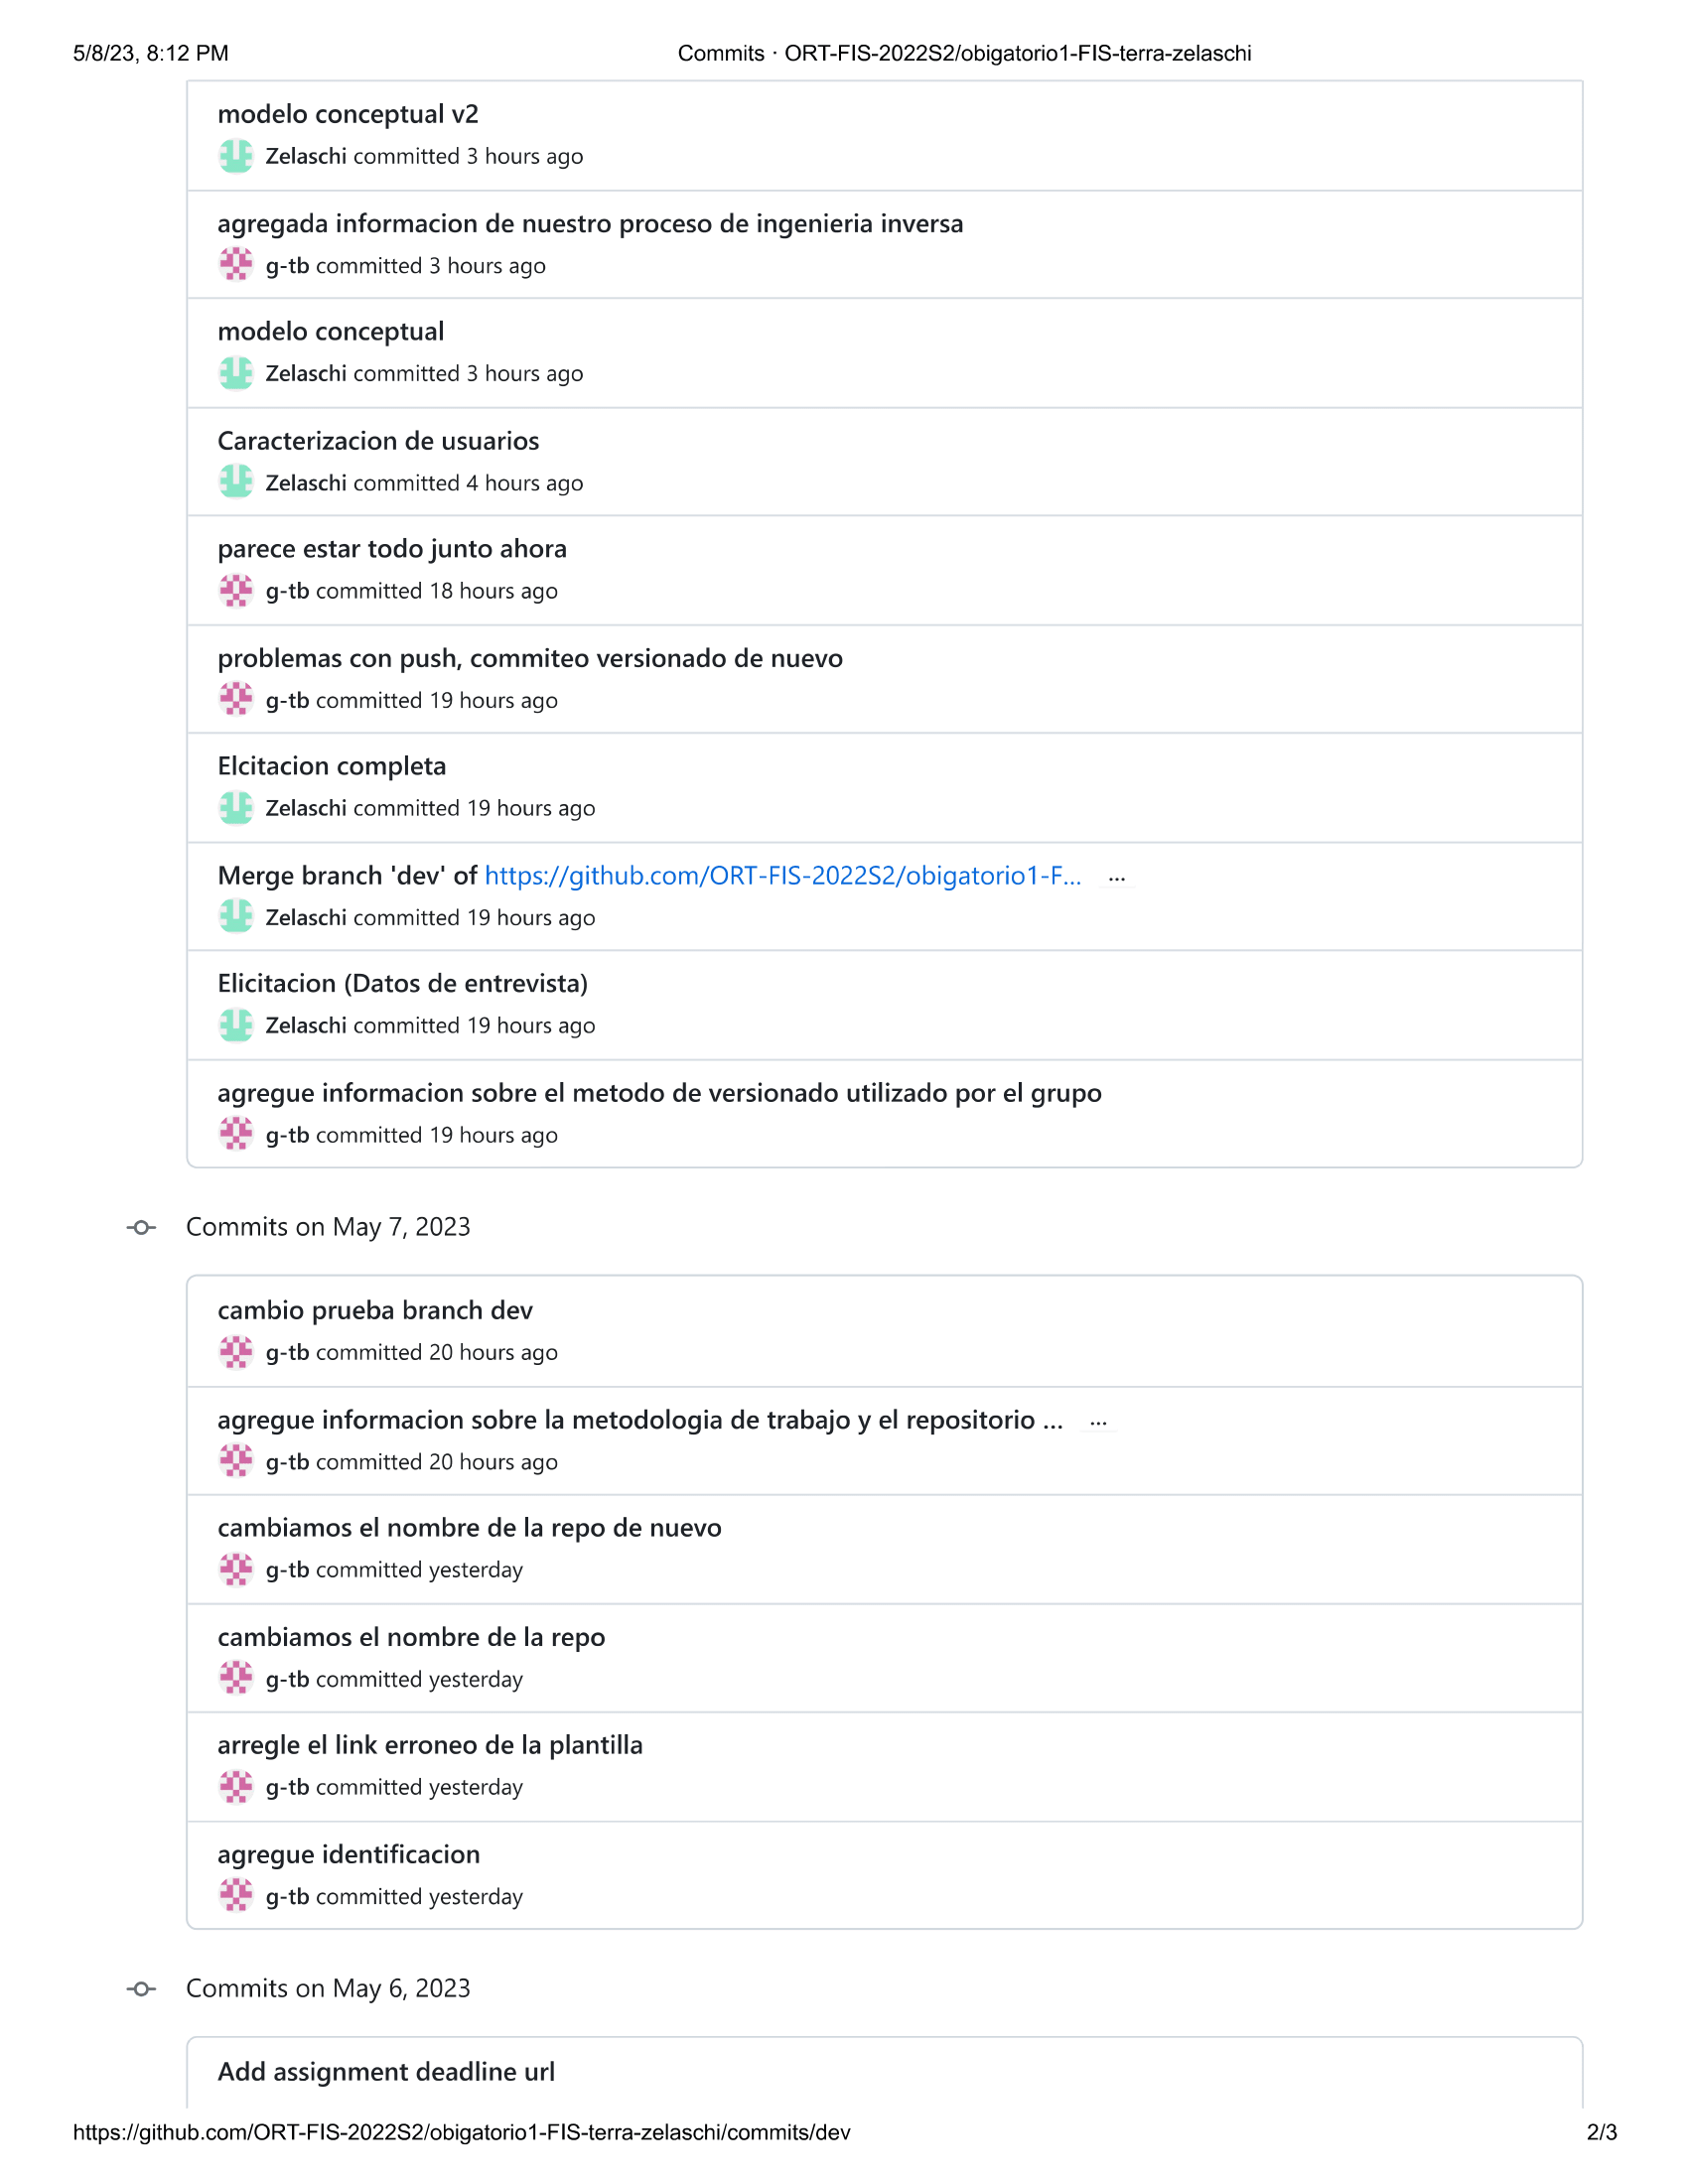 5/8/23, 8:12 PM
Commits · ORT-FIS-2022S2/obigatorio1-FIS-terra-zelaschi
modelo conceptual v2
Zelaschi committed 3 hours ago
agregada informacion de nuestro proceso de ingenieria inversa
g-tb committed 3 hours ago
modelo conceptual
Zelaschi committed 3 hours ago
Caracterizacion de usuarios
Zelaschi committed 4 hours ago
parece estar todo junto ahora
g-tb committed 18 hours ago
problemas con push, commiteo versionado de nuevo
g-tb committed 19 hours ago
Elcitacion completa
Zelaschi committed 19 hours ago
Merge branch 'dev' of https://github.com/ORT-FIS-2022S2/obigatorio1-F... ...
Zelaschi committed 19 hours ago
Elicitacion (Datos de entrevista)
Zelaschi committed 19 hours ago
agregue informacion sobre el metodo de versionado utilizado por el grupo
g-tb committed 19 hours ago
Commits on May 7, 2023
cambio prueba branch dev
g-tb committed 20 hours ago
agregue informacion sobre la metodologia de trabajo y el repositorio ... ...
g-tb committed 20 hours ago
cambiamos el nombre de la repo de nuevo
g-tb committed yesterday
cambiamos el nombre de la repo
g-tb committed yesterday
arregle el link erroneo de la plantilla
g-tb committed yesterday
agregue identificacion
g-tb committed yesterday
Commits on May 6, 2023
Add assignment deadline url
https://github.com/ORT-FIS-2022S2/obigatorio1-FIS-terra-zelaschi/commits/dev
2/3